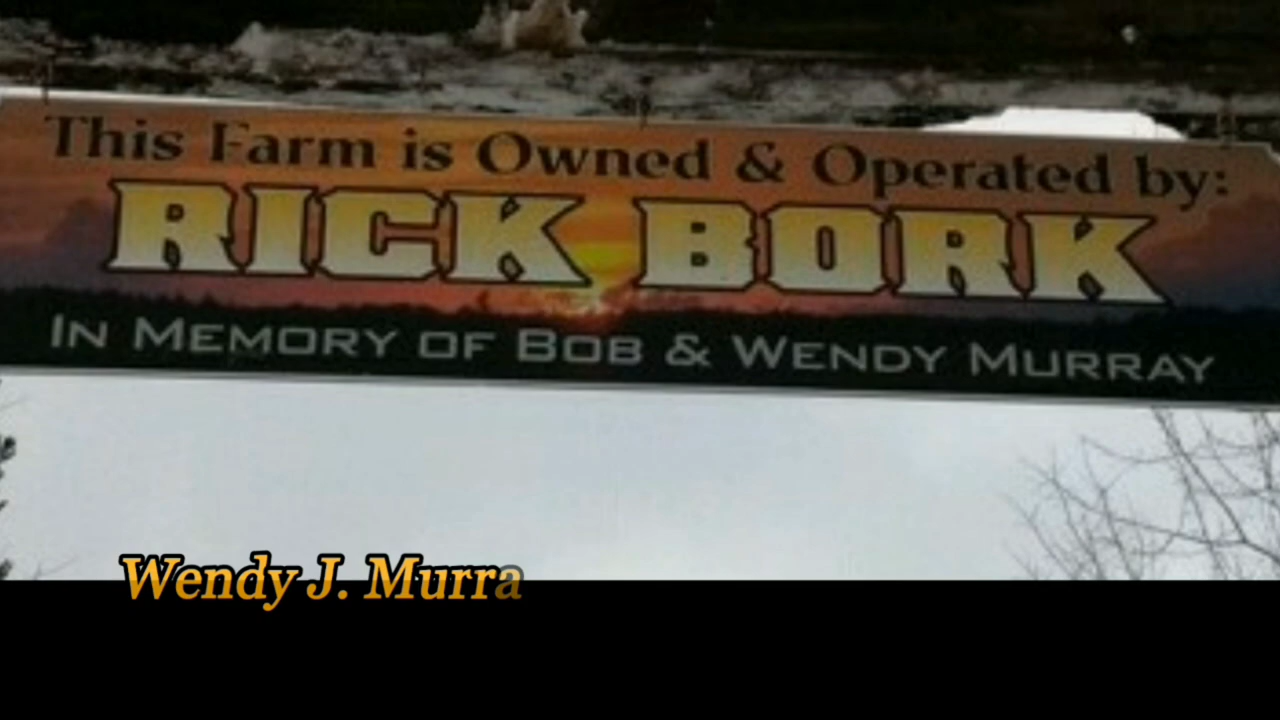 This Farm is Owned & Operated by:
RICK BORK
IN MEMORY OF BOB & WENDY MURRAY
Wendy J. Murra